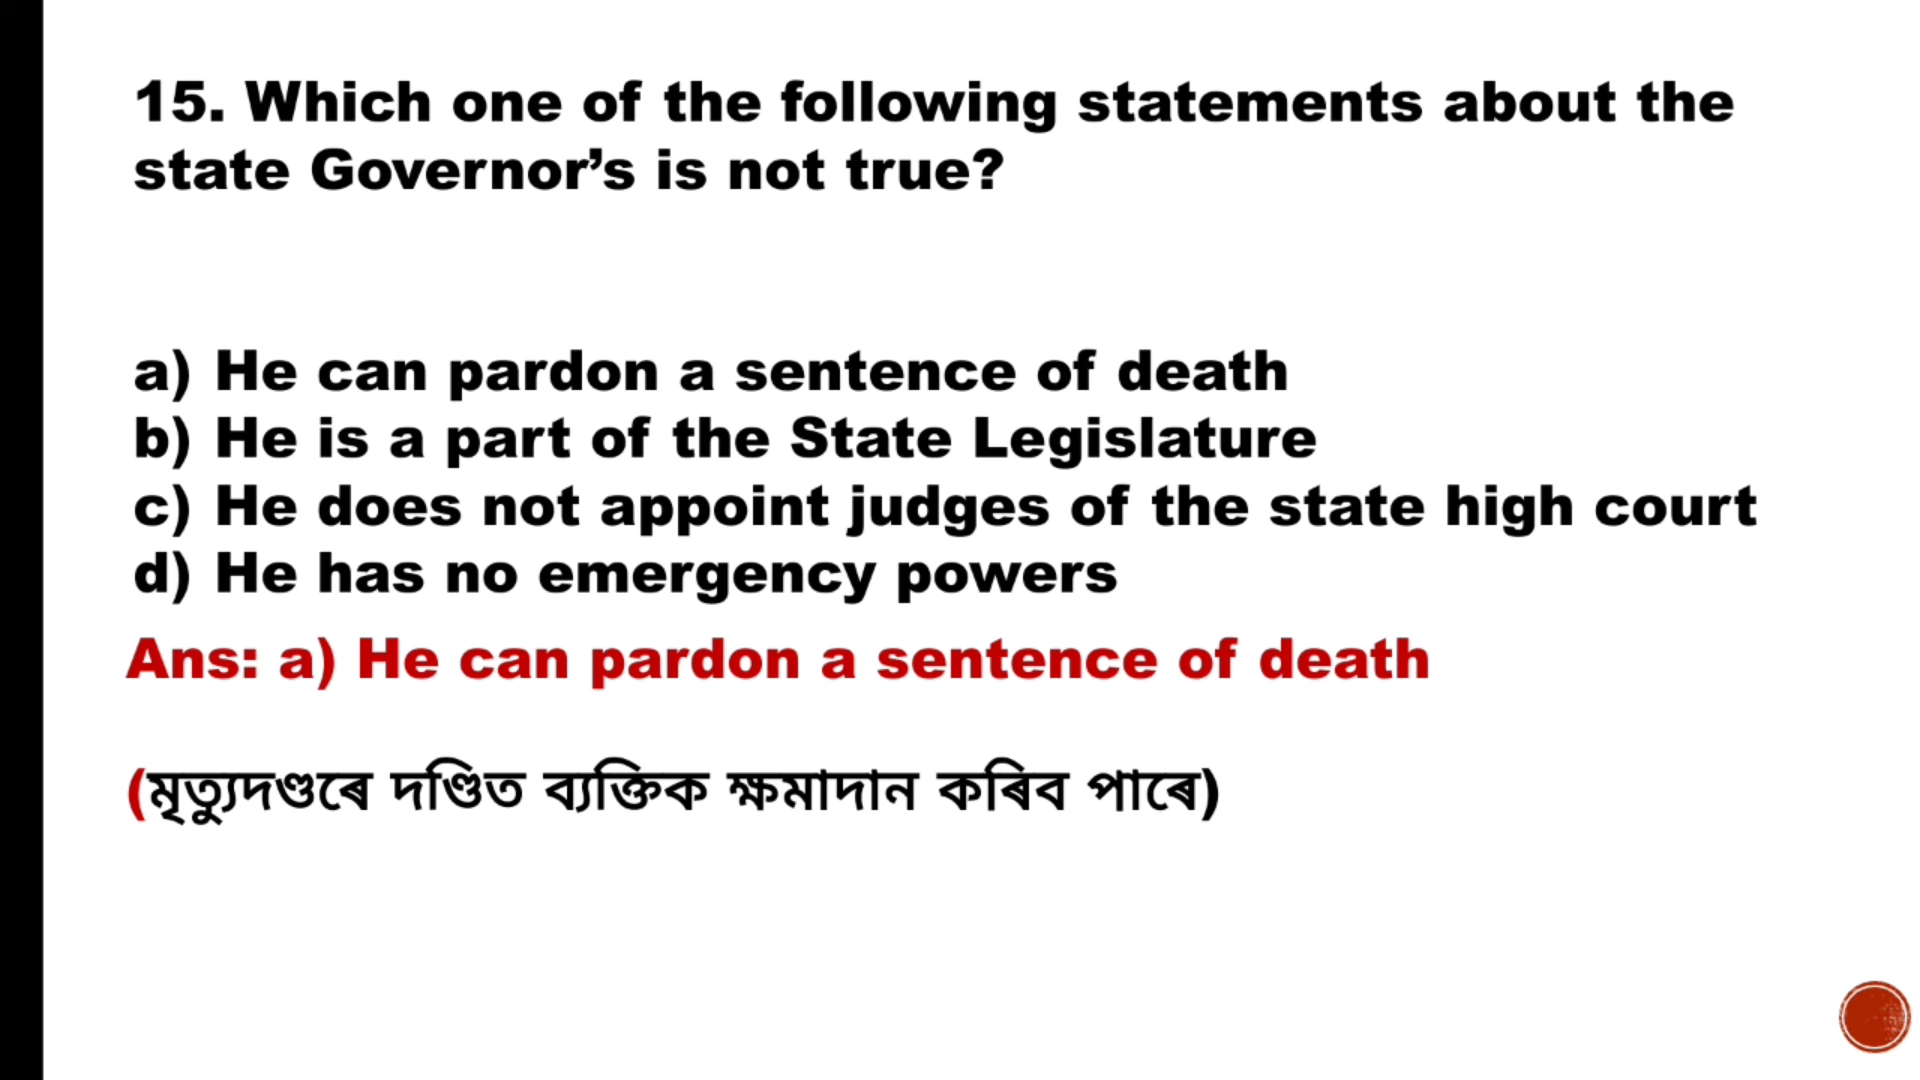 15. Which one of the following statements about the
state Governor’s is not true?
a) He can pardon a sentence of death
b) He is a part of the State Legislature
c) He does not appoint judges of the state high court
d) He has no emergency powers
Ans: a) He can pardon a sentence of death
(মৃত্যুদণ্ডৰে দণ্ডিত ব্যক্তিক ক্ষমাদান কৰিব পাৰে)